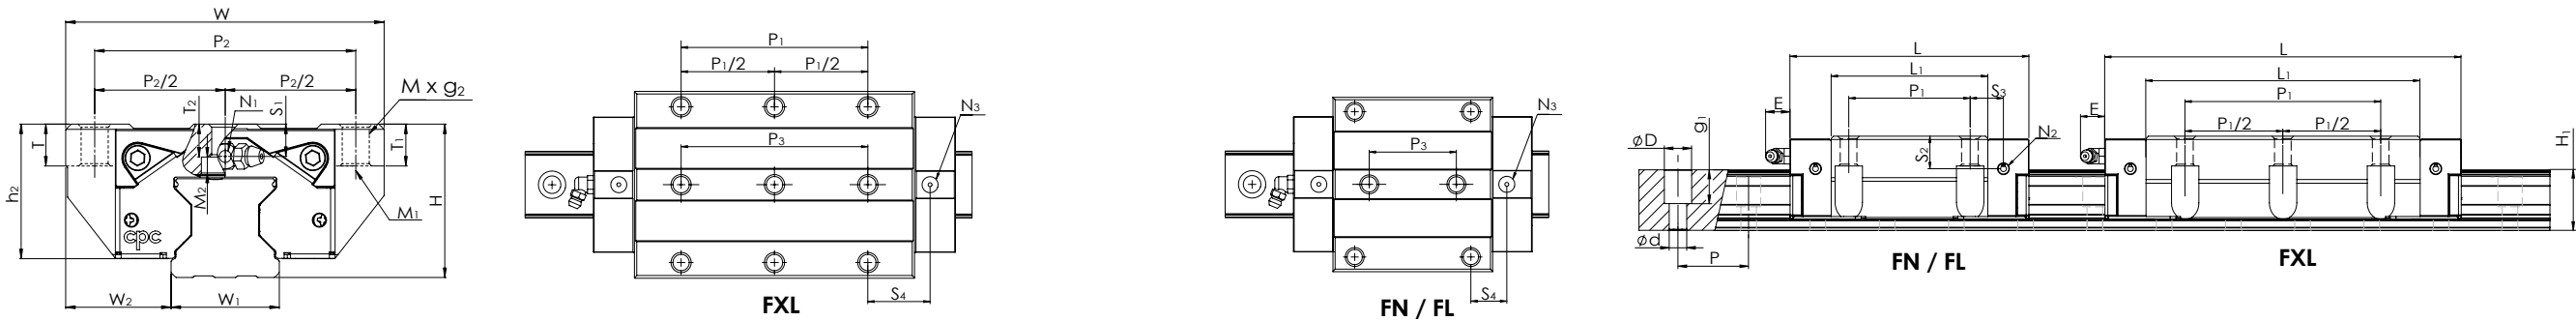 W
P2
P2/2 P2/2
M x g2
T2 N1 S1
T T1
h2 M2 H
M1
cpc
W2 W1
P1
P1/2 P1/2
N3
P3
S4
FXL
N3
P3
S4
FN / FL
L
L1
P1 S3
E
g1
øD
S2 N2
ød
P
FN / FL
L
L1
P1
E
P1/2 P1/2
H1
FXL